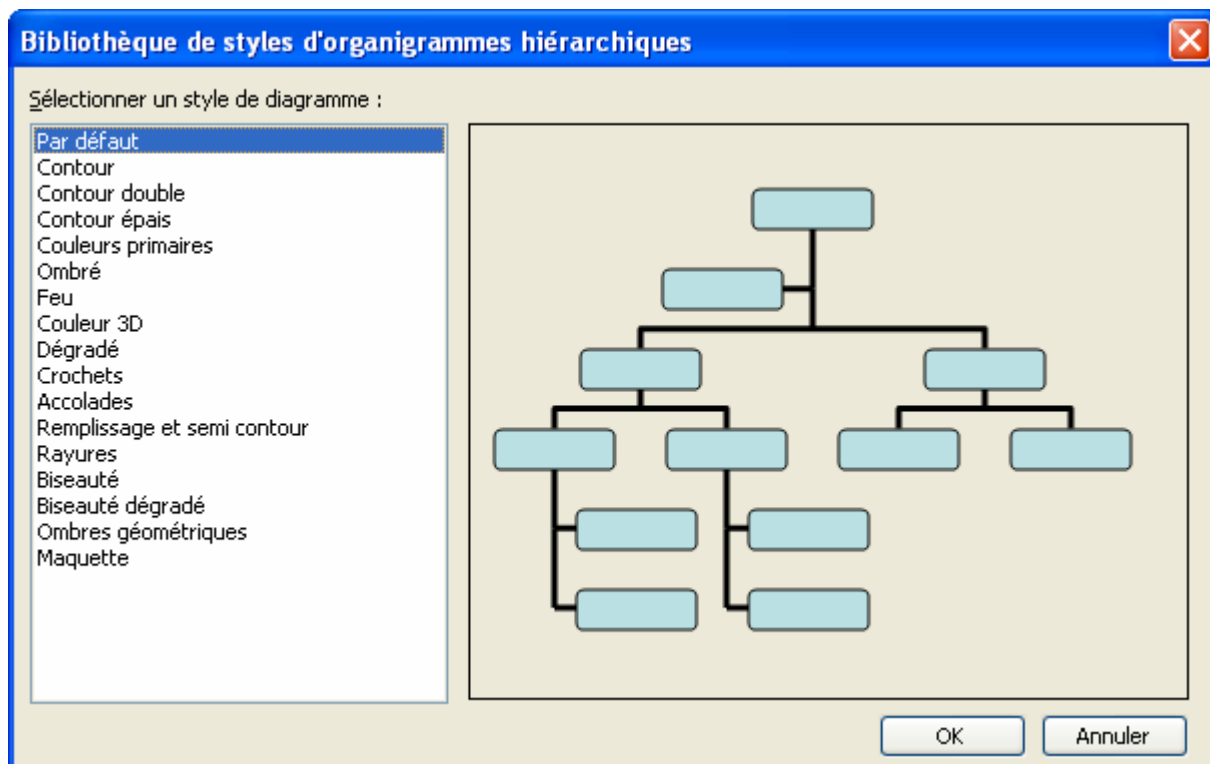 Bibliothèque de styles d'organigrammes hiérarchiques
Sélectionner un style de diagramme :
Par défaut
Contour
Contour double
Contour épais
Couleurs primaires
Ombré
Feu
Couleur 3D
Dégradé
Crochets
Accolades
Remplissage et semi contour
Rayures
Biseauté
Biseauté dégradé
Ombres géométriques
Maquette
OK
Annuler